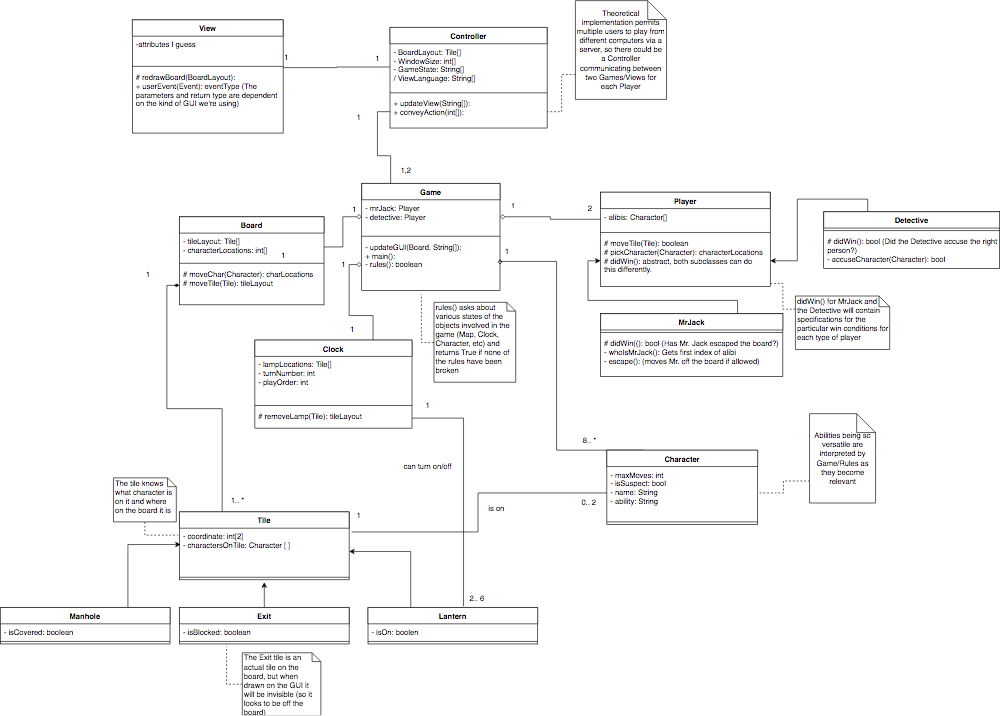 View
-attributes I guess
# redrawBoard(BoardLayout):
+ userEvent(Event): eventType (The
parameters and return type are dependent
on the kind of GUI we're using)
1
1
Controller
- BoardLayout: Tile[]
- WindowSize: int[]
- GameState: String[]
/ ViewLanguage: String[]
+ updateView(String[]):
+ conveyAction(int[]):
Theoretical
implementation permits
multiple users to play from
different computers via a
server, so there could be
a Controller
communicating between
two Games/Views for
each Player
1
1,2
Game
- mrJack: Player
- detective: Player
- updateGUI(Board, String[]):
+ main():
- rules(): boolean
1
1
1
2
1
Board
- tileLayout: Tile[]
- characterLocations: int[]
# moveChar(Character): charLocations
# moveTile(Tile): tileLayout
1
1
Player
- alibis: Character[]
# moveTile(Tile): boolean
# pickCharacter(Character): characterLocations
# didWin(): abstract, both subclasses can do
this differently.
Detective
# didWin(): bool (Did the Detective accuse the right
person?)
- accuseCharacter(Character): bool
didWin() for MrJack and
the Detective will contain
specifications for the
particular win conditions for
each type of player
MrJack
# didWin((): bool (Has Mr. Jack escaped the board?)
- whoIsMrJack(): Gets first index of alibi
- escape(): (moves Mr. off the board if allowed)
rules() asks about
various states of the
objects involved in the
game (Map, Clock,
Character, etc) and
returns True if none of
the rules have been
broken
1
Clock
- lampLocations: Tile[]
- turnNumber: int
- playOrder: int
# removeLamp(Tile): tileLayout
1
can turn on/off
8.. *
Character
- maxMoves: int
- isSuspect: bool
- name: String
- ability: String
0.. 2
is on
1
Abilities being so
versatile are
interpreted by
Game/Rules as
they become
relevant
The tile knows
what character is
on it and where
on the board it is
1.. *
Tile
- coordinate: int[2]
- charactersOnTile: Character [ ]
2.. 6
Manhole
- isCovered: boolean
Exit
- isBlocked: boolean
Lantern
- isOn: boolen
The Exit tile is an
actual tile on the
board, but when
drawn on the GUI it
will be invisible (so it
looks to be off the
board)